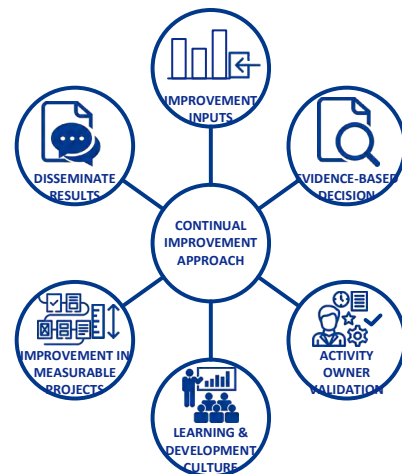 IMPROVEMENT
INPUTS
EVIDENCE-BASED
DECISION
ACTIVITY
OWNER
VALIDATION
LEARNING &
DEVELOPMENT
CULTURE
IMPROVEMENT IN
MEASURABLE
PROJECTS
DISSEMINATE
RESULTS
CONTINUAL
IMPROVEMENT
APPROACH